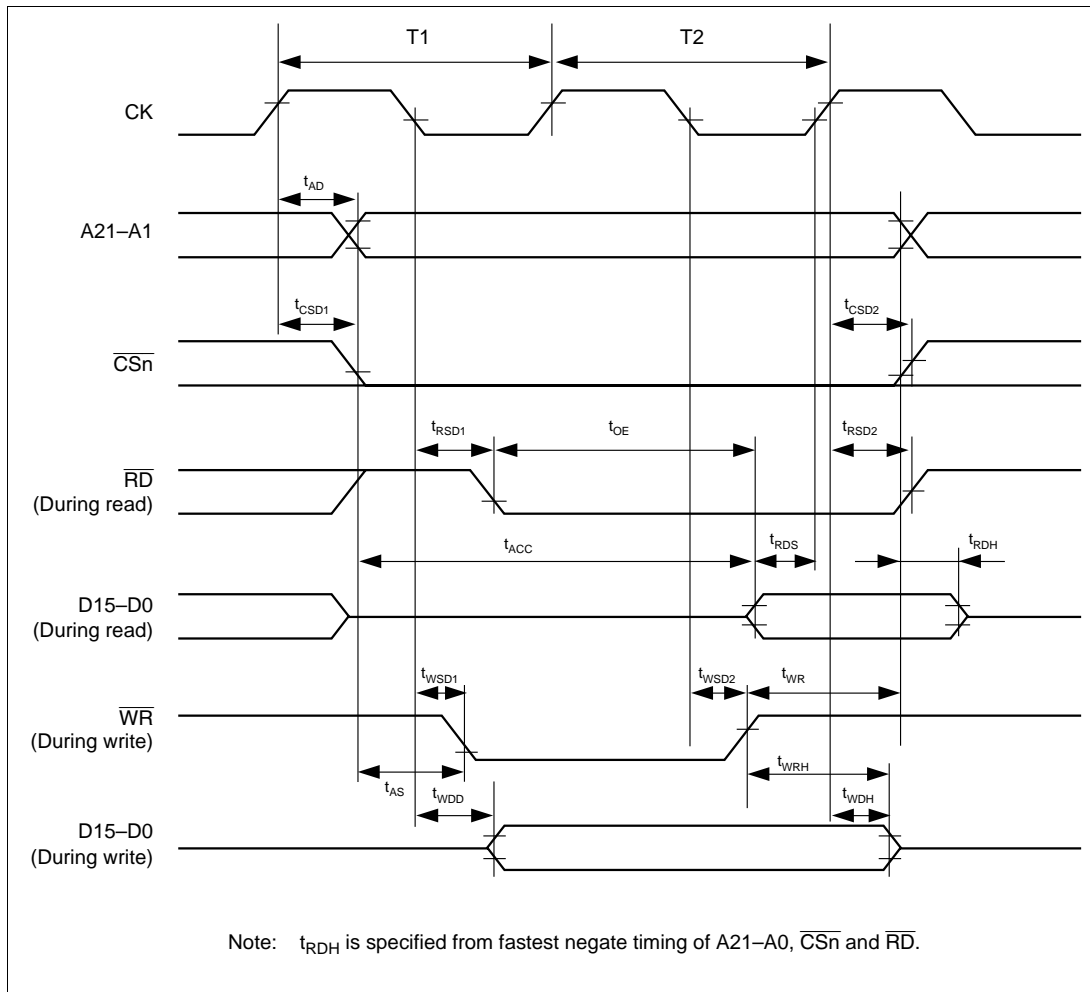 T1 T2
CK
tAD
A21–A1
tCSD1 tCSD2
CSn
tRSD1 tOE tRSD2
RD
(During read)
tACC tRDS tRDH
D15–D0
(During read)
tWSD1 tWSD2 tWR
WR
(During write)
tAS tWDD tWRH tWDH
D15–D0
(During write)
Note: tRDH is specified from fastest negate timing of A21–A0, CSn and RD.